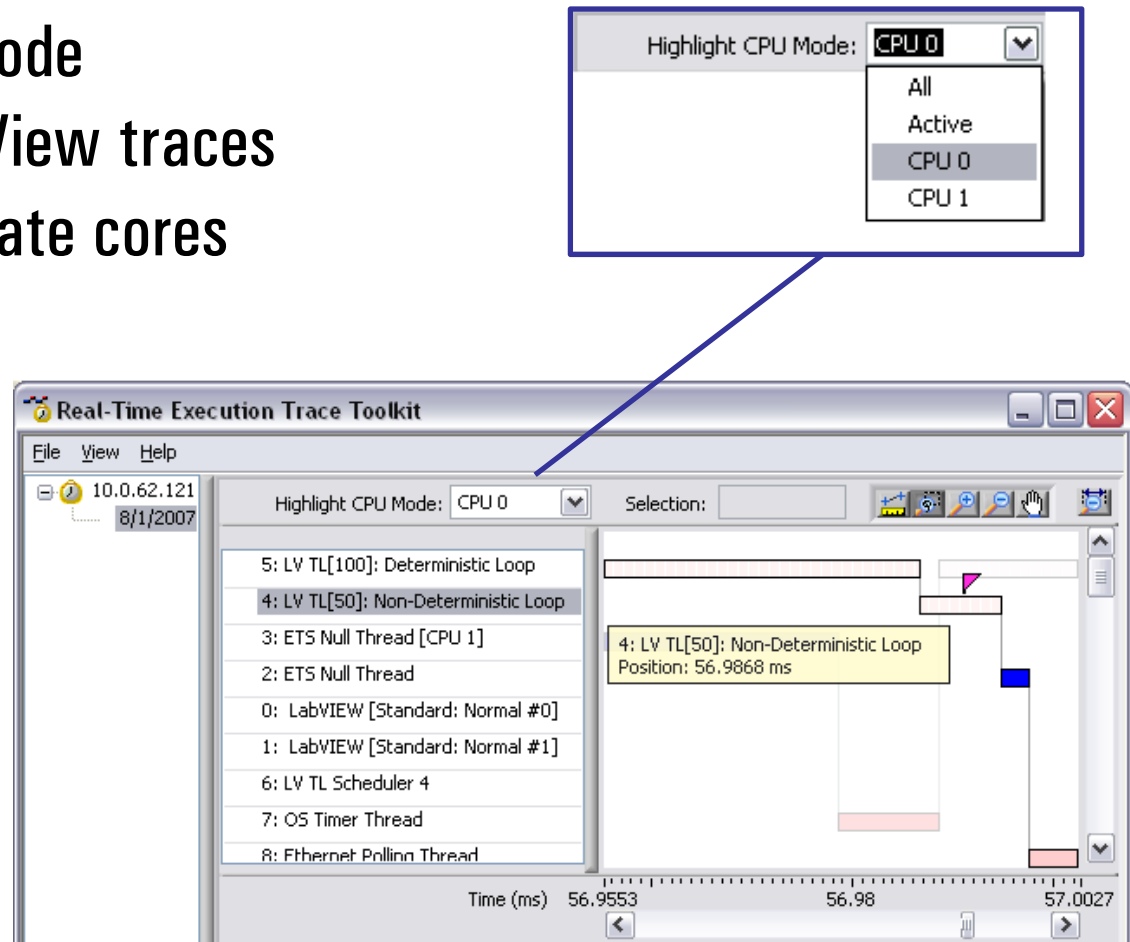 ode
View traces
ate cores
Highlight CPU Mode: CPU 0
All
Active
CPU 0
CPU 1
Real-Time Execution Trace Toolkit
File View Help
10.0.62.121
8/1/2007
Highlight CPU Mode: CPU 0 Selection:
5: LV TL[100]: Deterministic Loop
4: LV TL[50]: Non-Deterministic Loop
3: ETS Null Thread [CPU 1]
2: ETS Null Thread
0: LabVIEW [Standard: Normal #0]
1: LabVIEW [Standard: Normal #1]
6: LV TL Scheduler 4
7: OS Timer Thread
8: Ethernet Polling Thread
4: LV TL[50]: Non-Deterministic Loop
Position: 56.9868 ms
Time (ms) 56.9553 56.98 57.0027